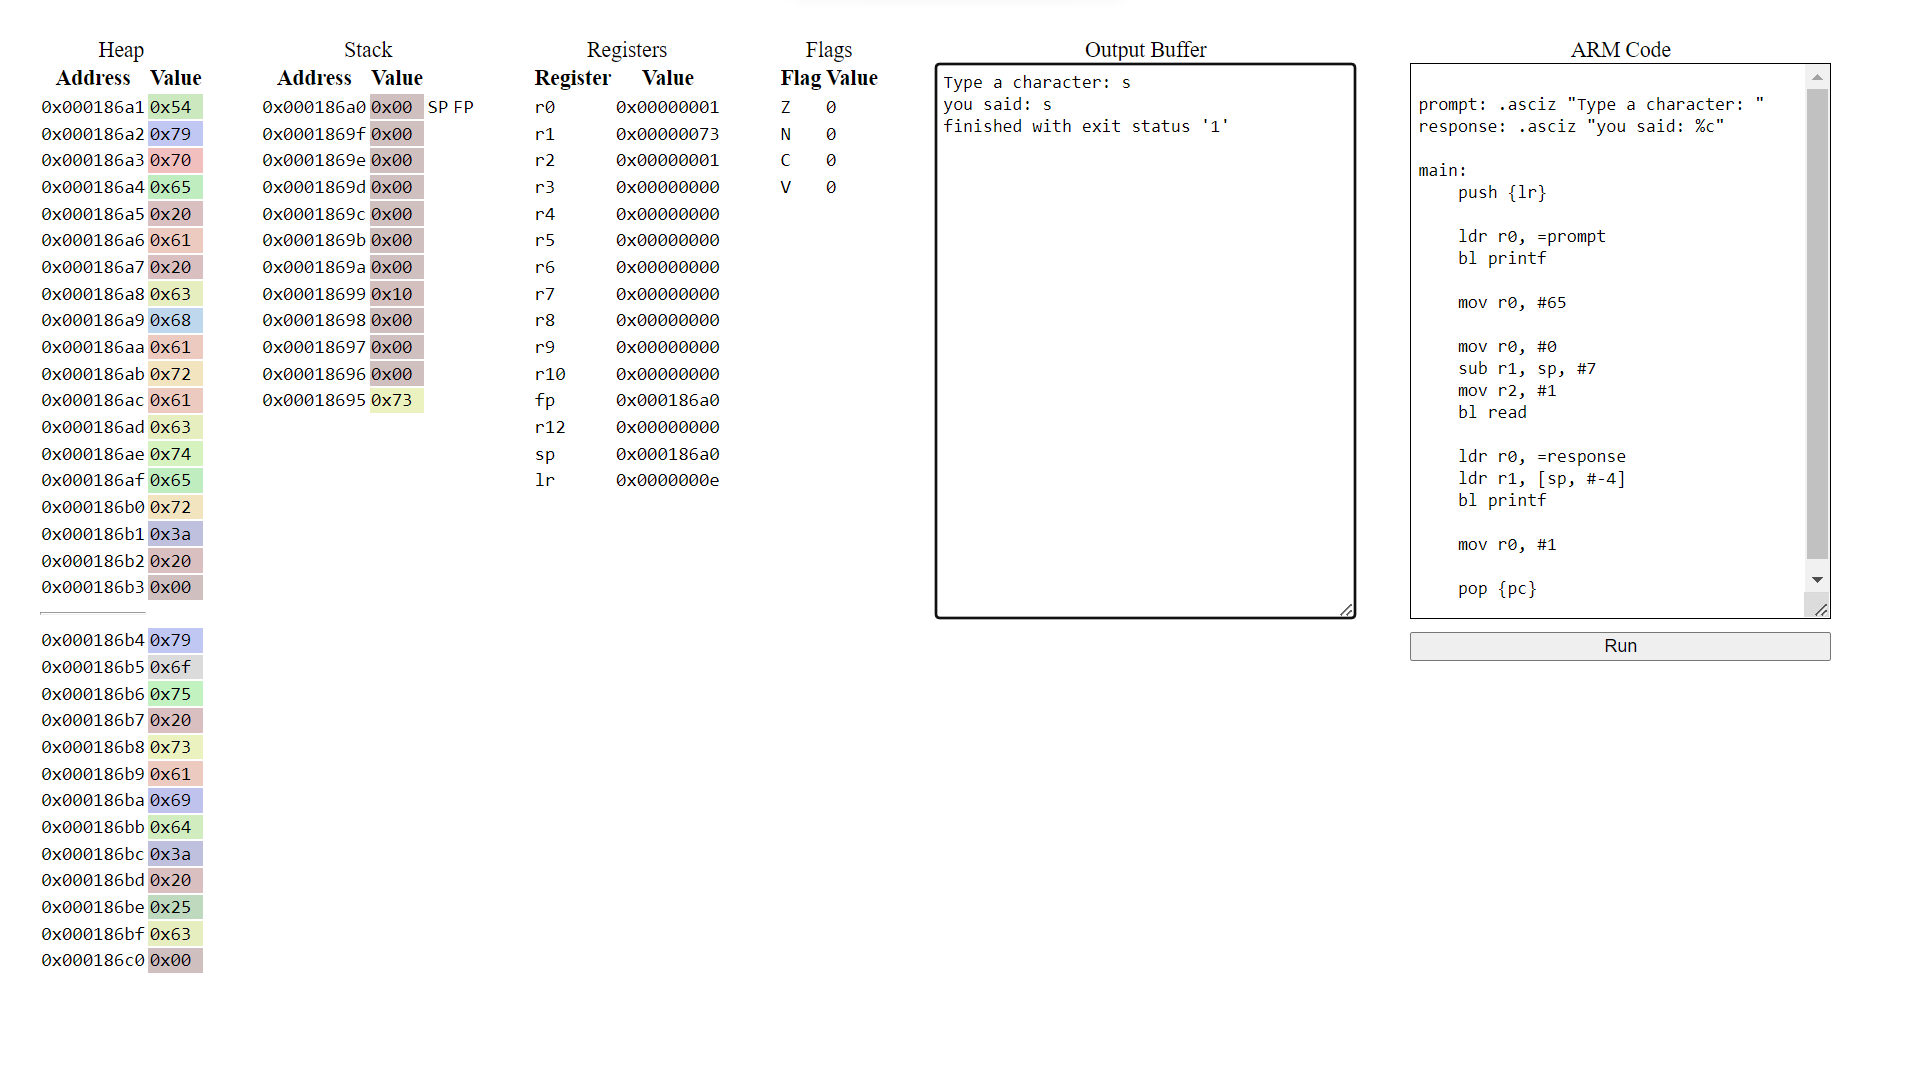 Heap
Address Value
0x000186a1 0x54
0x000186a2 0x79
0x000186a3 0x70
0x000186a4 0x65
0x000186a5 0x20
0x000186a6 0x61
0x000186a7 0x20
0x000186a8 0x63
0x000186a9 0x68
0x000186aa 0x61
0x000186ab 0x72
0x000186ac 0x61
0x000186ad 0x63
0x000186ae 0x74
0x000186af 0x65
0x000186b0 0x72
0x000186b1 0x3a
0x000186b2 0x20
0x000186b3 0x00
0x000186b4 0x79
0x000186b5 0x6f
0x000186b6 0x75
0x000186b7 0x20
0x000186b8 0x73
0x000186b9 0x61
0x000186ba 0x69
0x000186bb 0x64
0x000186bc 0x3a
0x000186bd 0x20
0x000186be 0x25
0x000186bf 0x63
0x000186c0 0x00
Stack
Address Value
0x000186a0 0x00 SP FP
0x0001869f 0x00
0x0001869e 0x00
0x0001869d 0x00
0x0001869c 0x00
0x0001869b 0x00
0x0001869a 0x00
0x00018699 0x10
0x00018698 0x00
0x00018697 0x00
0x00018696 0x00
0x00018695 0x73
Registers
Register Value
r0 0x00000001
r1 0x00000073
r2 0x00000001
r3 0x00000000
r4 0x00000000
r5 0x00000000
r6 0x00000000
r7 0x00000000
r8 0x00000000
r9 0x00000000
r10 0x00000000
fp 0x000186a0
r12 0x00000000
sp 0x000186a0
lr 0x0000000e
Flags
Flag Value
Z 0
N 0
C 0
V 0
Output Buffer
Type a character: s
you said: s
finished with exit status '1'
ARM Code
prompt: .asciz "Type a character: "
response: .asciz "you said: %c"
main:
push {lr}
ldr r0, =prompt
bl printf
mov r0, #65
mov r0, #0
sub r1, sp, #7
mov r2, #1
bl read
ldr r0, =response
ldr r1, [sp, #-4]
bl printf
mov r0, #1
pop {pc}
Run